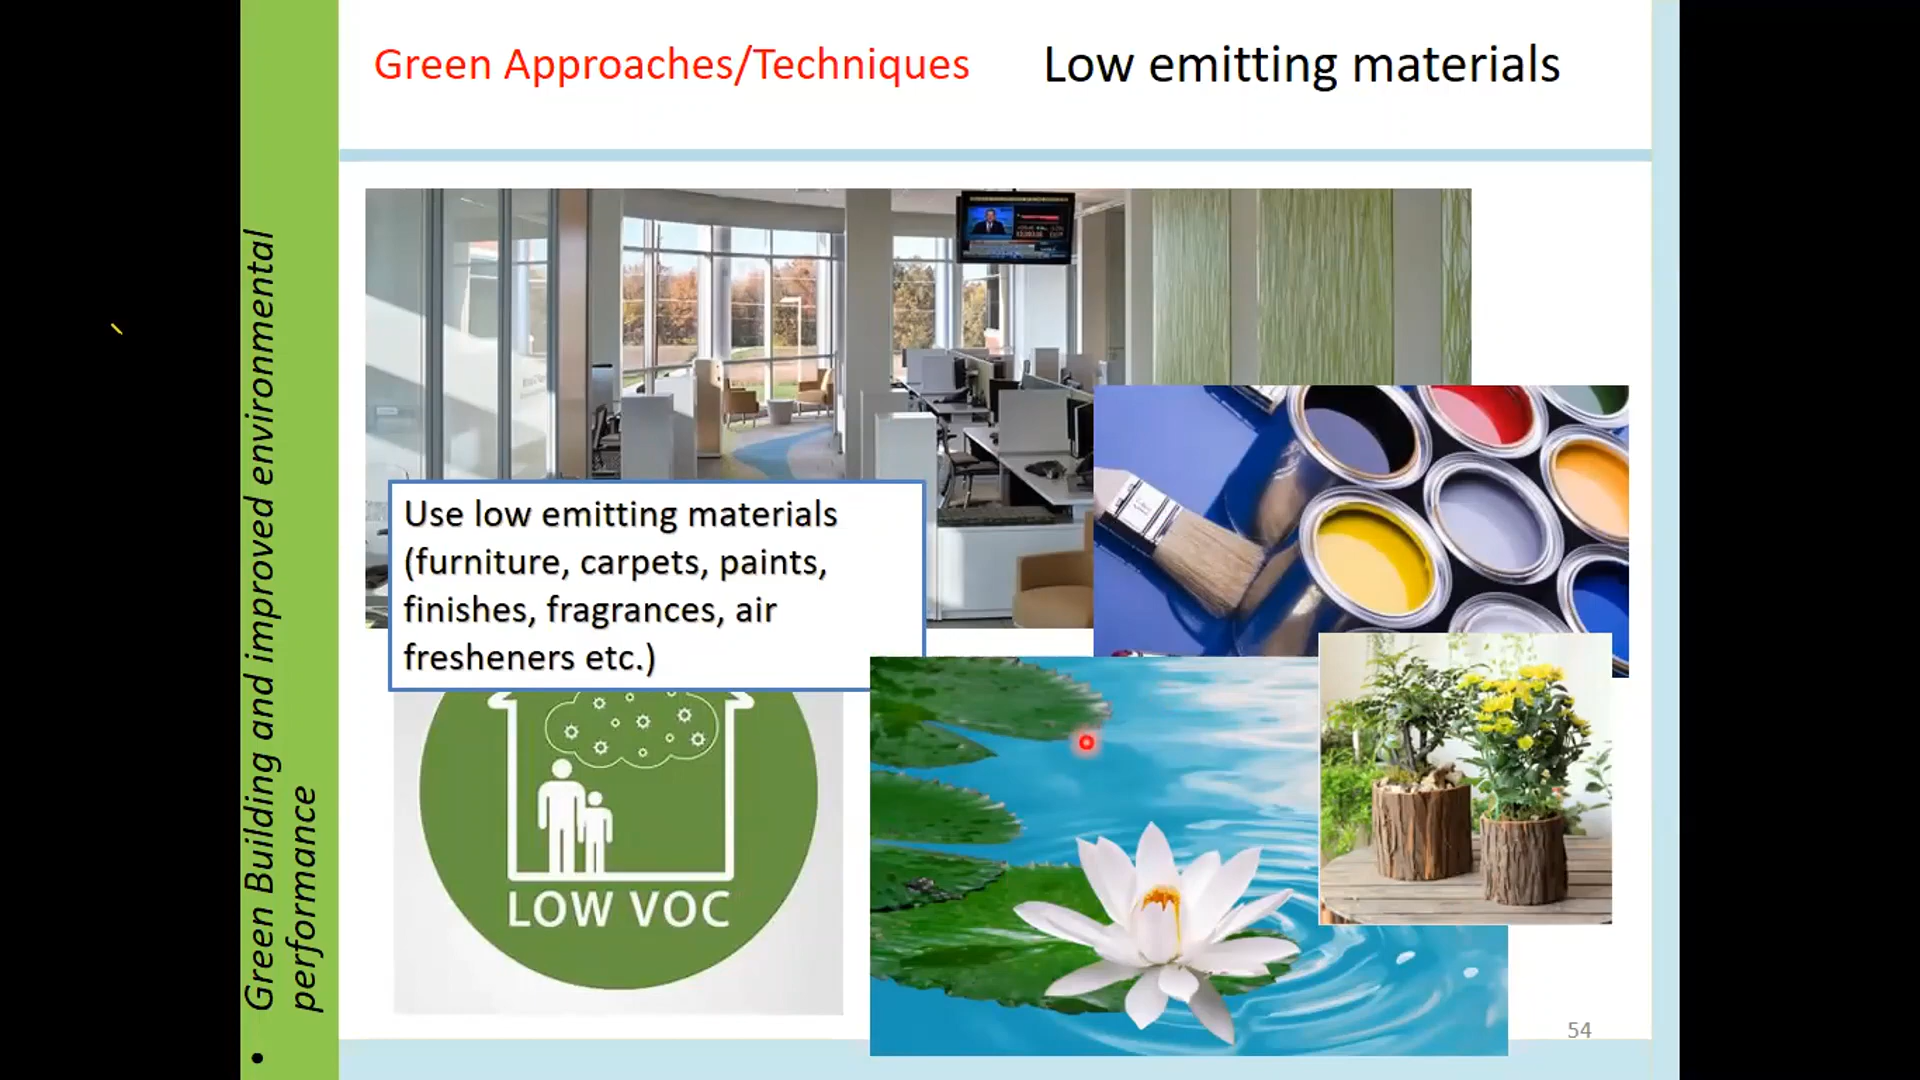 Green Approaches/Techniques
Low emitting materials
Use low emitting materials
(furniture, carpets, paints,
finishes, fragrances, air
fresheners etc.)
LOW VOC
• Green Building and improved environmental
performance
54